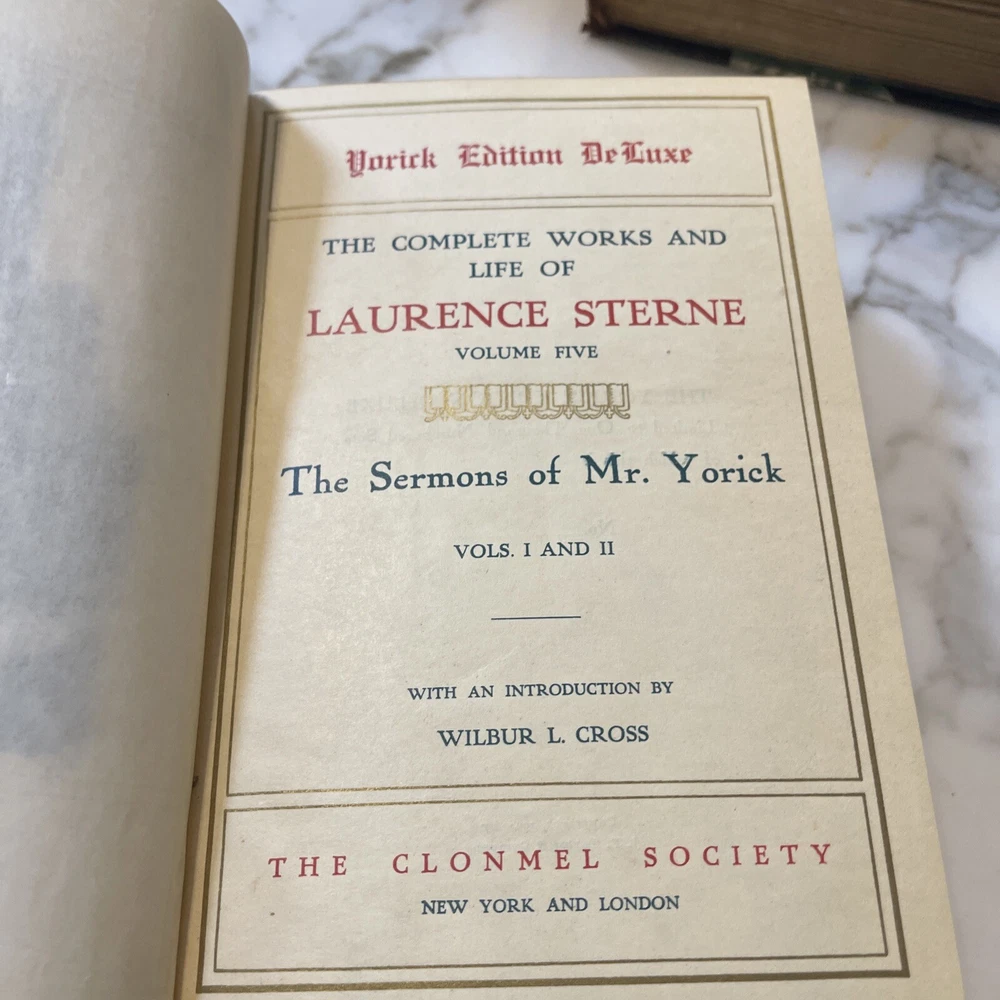 Yorick Edition DeLuxe
THE COMPLETE WORKS AND
LIFE OF
LAURENCE STERNE
VOLUME FIVE
The Sermons of Mr. Yorick
VOLS. I AND II
WITH AN INTRODUCTION BY
WILBUR L. CROSS
THE CLONMEL SOCIETY
NEW YORK AND LONDON